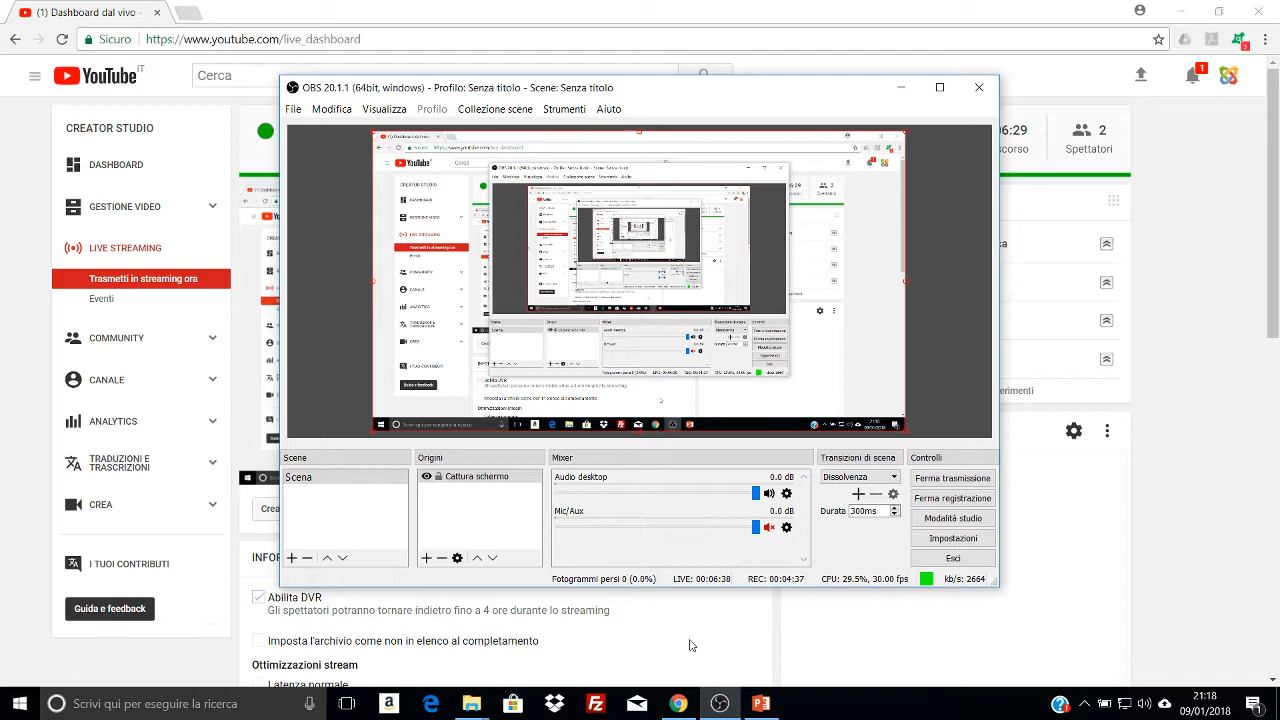 (1) Dashboard dal vivo -
Sicuro https://www.youtube.com/live_dashboard
YouTube IT
Cerca
1
CREATOR STUDIO
DASHBOARD
GESTIONE VIDEO
LIVE STREAMING
Trasmetti in streaming ora
Eventi
COMMUNITY
CANALE
ANALYTICS
TRADUZIONI E
TRASCRIZIONI
CREA
I TUOI CONTRIBUTI
Guida e feedback
OBS 20.1.1 (64bit, windows) - Profilo: Senza titolo - Scene: Senza titolo
File Modifica Visualizza Profilo Collezione scene Strumenti Aiuto
06:29
2
Spettatori
Scene
Scena
Origini
Cattura schermo
Mixer
Audio desktop 0.0 dB
Mic/Aux 0.0 dB
Transizioni di scena
Dissolvenza
Durata 300ms
Controlli
Ferma trasmissione
Ferma registrazione
Modalità studio
Impostazioni
Esci
Fotogrammi persi 0 (0.0%) LIVE: 00:06:38 REC: 00:04:37 CPU: 29.5%, 30.00 fps kb/s: 2664
Abilita DVR
Gli spettatori potranno tornare indietro fino a 4 ore durante lo streaming
Imposta l'archivio come non in elenco al completamento
Ottimizzazioni stream
Latenza normale
Scrivi qui per eseguire la ricerca
21:18
09/01/2018